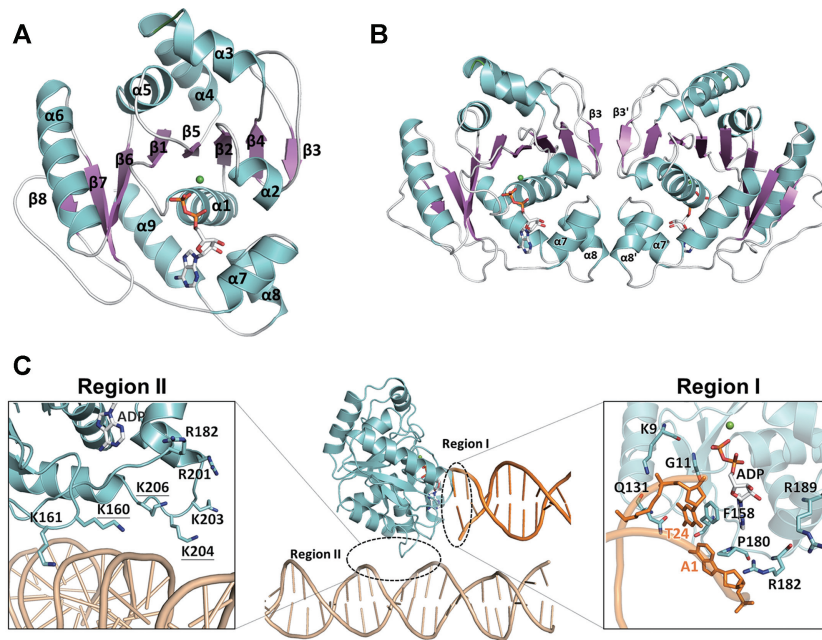 A
α3
α5
α4
α6
β5
β1
β2
β4
β3
β6
α2
β7
β8
α1
α9
α7
α8
B
β3
β3'
α7
α8
α8'
α7'
C
Region II
ADP
R182
R201
K206
K160
K203
K161
K204
Region I
Region II
Region I
K9
G11
ADP
Q131
R189
F158
T24
P180
A1
R182